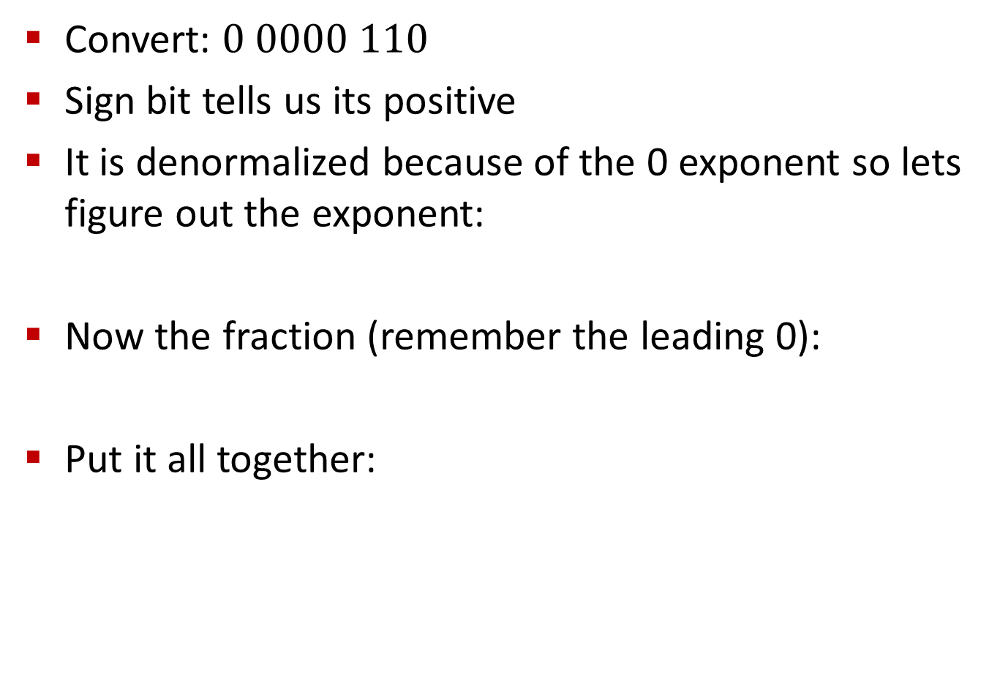 ▪ Convert: 0 0000 110
▪ Sign bit tells us its positive
▪ It is denormalized because of the 0 exponent so lets
figure out the exponent:
▪ Now the fraction (remember the leading 0):
▪ Put it all together: